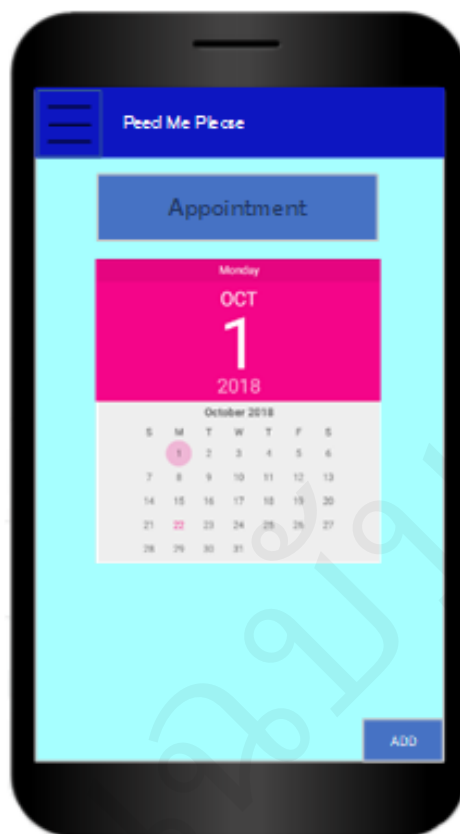 Peed Me Please
Appointment
Monday
OCT
1
2018
October 2018
S M T W T F S
1 2 3 4 5 6
7 8 9 10 11 12 13
14 15 16 17 18 19 20
21 22 23 24 25 26 27
28 29 30 31
ADD